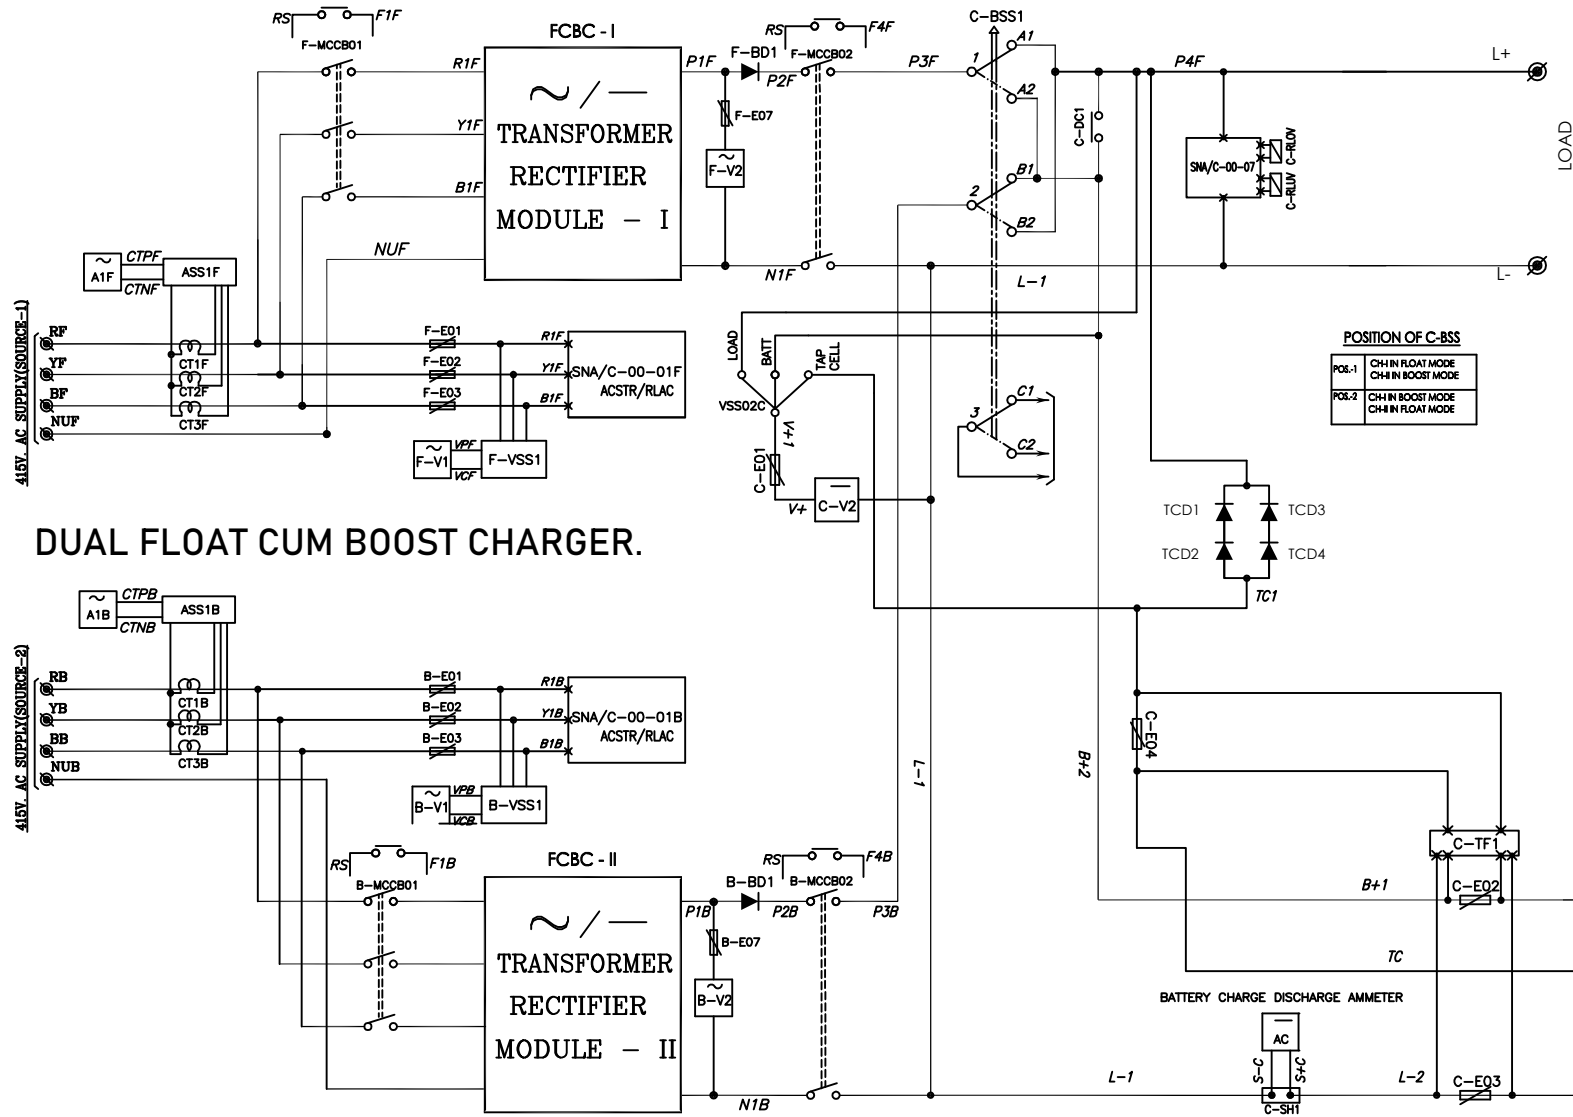 RS
F1F
F-MCCB01
FCBC - I
R1F
Y1F
B1F
NUF
TRANSFORMER
RECTIFIER
MODULE - I
P1F
F-BD1
P2F
F-E07
F-V2
N1F
RS
F4F
F-MCCB02
P3F
C-BSS1
1
A1
A2
2
B1
B2
C-DC1
P4F
L+
LOAD
SNA/C-00-07
C-RLOV
C-RLUV
L-1
L-
A1F
CTPF
CTNF
ASS1F
415V. AC SUPPLY(SOURCE-1)
RF
YF
BF
NUF
CT1F
CT2F
CT3F
F-E01
F-E02
F-E03
R1F
Y1F
B1F
SNA/C-00-01F
ACSTR/RLAC
F-V1
VPF
VCF
F-VSS1
LOAD
BATT
TAP
CELL
VSS02C
V+1
C-E01
V+
C-V2
3
C1
C2
POSITION OF C-BSS
POS.-1
CH-I IN FLOAT MODE
CH-II IN BOOST MODE
POS.-2
CH-I IN BOOST MODE
CH-II IN FLOAT MODE
TCD1
TCD3
TCD2
TCD4
TC1
DUAL FLOAT CUM BOOST CHARGER.
A1B
CTPB
CTNB
ASS1B
415V. AC SUPPLY(SOURCE-2)
RB
YB
BB
NUB
CT1B
CT2B
CT3B
B-E01
B-E02
B-E03
R1B
Y1B
B1B
SNA/C-00-01B
ACSTR/RLAC
B-V1
VPB
VCB
B-VSS1
L-1
B+2
C-E04
C-TF1
RS
F1B
B-MCCB01
FCBC - II
TRANSFORMER
RECTIFIER
MODULE - II
P1B
B-BD1
P2B
B-E07
B-V2
N1B
RS
F4B
B-MCCB02
P3B
B+1
C-E02
TC
BATTERY CHARGE DISCHARGE AMMETER
AC
S-C
S+C
C-SH1
L-1
L-2
C-E03